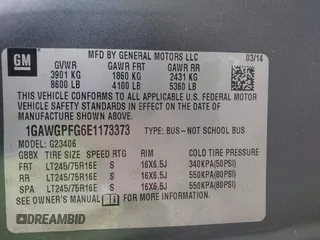 GM
MFD BY GENERAL MOTORS LLC
03/14
GVWR GAWR FRT GAWR RR
3901 KG 1860 KG 2431 KG
8600 LB 4100 LB 5360 LB
THIS VEHICLE CONFORMS TO ALL APPLICABLE U.S.
FEDERAL MOTOR VEHICLE SAFETY
STANDARDS IN EFFECT ON THE DATE OF
MANUFACTURE SHOWN ABOVE.
1GAWGPFG6E1173373 TYPE: BUS–NOT SCHOOL BUS
MODEL: G23406
GBBX TIRE SIZE SPEED RIM COLD TIRE PRESSURE
FRT LT245/75R16E S 16X6.5J 340KPA(50PSI)
RR LT245/75R16E S 16X6.5J 550KPA(80PSI)
SPA LT245/75R16E S 16X6.5J 550KPA(80PSI)
SEE OWNER'S MANUAL FOR MORE INFORMATION.
DREAMBID